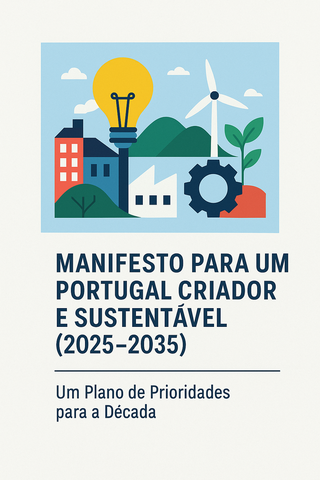 MANIFESTO PARA UM
PORTUGAL CRIADOR
E SUSTENTÁVEL
(2025–2035)
Um Plano de Prioridades
para a Década